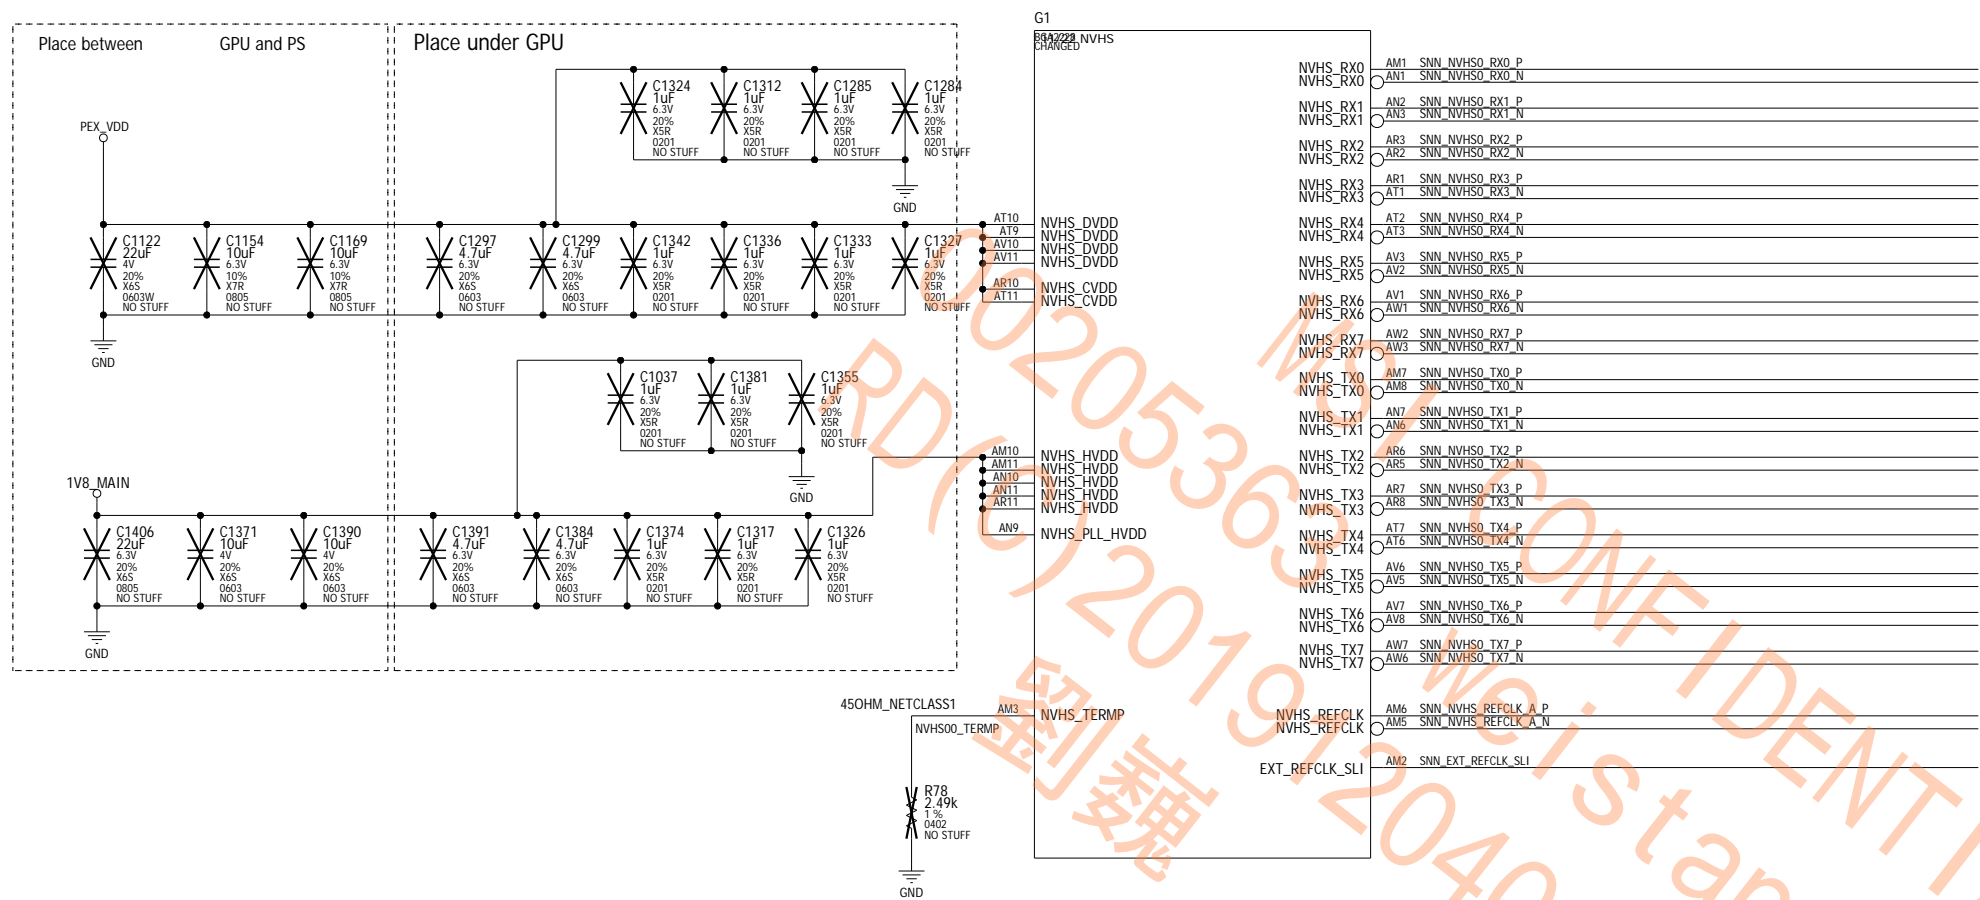 G1
NVHS
CHANGED
Place between GPU and PS
Place under GPU
PEX_VDD
C1324
1uF
6.3V
20%
X5R
0201
NO STUFF
C1312
1uF
6.3V
20%
X5R
0201
NO STUFF
C1285
1uF
6.3V
20%
X5R
0201
NO STUFF
C1284
1uF
6.3V
20%
X5R
0201
NO STUFF
GND
C1122
22uF
4V
20%
X6S
0603W
NO STUFF
C1154
10uF
6.3V
10%
X7R
0805
NO STUFF
C1169
10uF
6.3V
10%
X7R
0805
NO STUFF
C1297
4.7uF
6.3V
20%
X6S
0603
NO STUFF
C1299
4.7uF
6.3V
20%
X6S
0603
NO STUFF
C1342
1uF
6.3V
20%
X5R
0201
NO STUFF
C1336
1uF
6.3V
20%
X5R
0201
NO STUFF
C1333
1uF
6.3V
20%
X5R
0201
NO STUFF
C1327
1uF
6.3V
20%
X5R
0201
NO STUFF
GND
C1037
1uF
6.3V
20%
X5R
0201
NO STUFF
C1381
1uF
6.3V
20%
X5R
0201
NO STUFF
C1355
1uF
6.3V
20%
X5R
0201
NO STUFF
GND
1V8_MAIN
C1406
22uF
6.3V
20%
X6S
0805
NO STUFF
C1371
10uF
4V
20%
X6S
0603
NO STUFF
C1390
10uF
4V
20%
X6S
0603
NO STUFF
C1391
4.7uF
6.3V
20%
X6S
0603
NO STUFF
C1384
4.7uF
6.3V
20%
X6S
0603
NO STUFF
C1374
1uF
6.3V
20%
X5R
0201
NO STUFF
C1317
1uF
6.3V
20%
X5R
0201
NO STUFF
C1326
1uF
6.3V
20%
X5R
0201
NO STUFF
GND
AT10 NVHS_DVDD
AT9 NVHS_DVDD
AV10 NVHS_DVDD
AV11 NVHS_DVDD
AR10 NVHS_CVDD
AT11 NVHS_CVDD
AM10 NVHS_HVDD
AM11 NVHS_HVDD
AN10 NVHS_HVDD
AN11 NVHS_HVDD
AR11 NVHS_HVDD
AN9 NVHS_PLL_HVDD
45OHM_NETCLASS1
AM3 NVHS_TERMP
NVHS00_TERMP
R78
2.49k
1 %
0402
NO STUFF
GND
NVHS_RX0 AM1 SNN_NVHS0_RX0_P
NVHS_RX0 AN1 SNN_NVHS0_RX0_N
NVHS_RX1 AN2 SNN_NVHS0_RX1_P
NVHS_RX1 AN3 SNN_NVHS0_RX1_N
NVHS_RX2 AR3 SNN_NVHS0_RX2_P
NVHS_RX2 AR2 SNN_NVHS0_RX2_N
NVHS_RX3 AR1 SNN_NVHS0_RX3_P
NVHS_RX3 AT1 SNN_NVHS0_RX3_N
NVHS_RX4 AT2 SNN_NVHS0_RX4_P
NVHS_RX4 AT3 SNN_NVHS0_RX4_N
NVHS_RX5 AV3 SNN_NVHS0_RX5_P
NVHS_RX5 AV2 SNN_NVHS0_RX5_N
NVHS_RX6 AV1 SNN_NVHS0_RX6_P
NVHS_RX6 AW1 SNN_NVHS0_RX6_N
NVHS_RX7 AW2 SNN_NVHS0_RX7_P
NVHS_RX7 AW3 SNN_NVHS0_RX7_N
NVHS_TX0 AM7 SNN_NVHS0_TX0_P
NVHS_TX0 AM8 SNN_NVHS0_TX0_N
NVHS_TX1 AN7 SNN_NVHS0_TX1_P
NVHS_TX1 AN6 SNN_NVHS0_TX1_N
NVHS_TX2 AR6 SNN_NVHS0_TX2_P
NVHS_TX2 AR5 SNN_NVHS0_TX2_N
NVHS_TX3 AR7 SNN_NVHS0_TX3_P
NVHS_TX3 AR8 SNN_NVHS0_TX3_N
NVHS_TX4 AT7 SNN_NVHS0_TX4_P
NVHS_TX4 AT6 SNN_NVHS0_TX4_N
NVHS_TX5 AV6 SNN_NVHS0_TX5_P
NVHS_TX5 AV5 SNN_NVHS0_TX5_N
NVHS_TX6 AV7 SNN_NVHS0_TX6_P
NVHS_TX6 AV8 SNN_NVHS0_TX6_N
NVHS_TX7 AW7 SNN_NVHS0_TX7_P
NVHS_TX7 AW6 SNN_NVHS0_TX7_N
NVHS_REFCLK AM6 SNN_NVHS_REFCLK_A_P
NVHS_REFCLK AM5 SNN_NVHS_REFCLK_A_N
EXT_REFCLK_SLI AM2 SNN_EXT_REFCLK_SLI
MSI CONFIDENTI
00205363 weistan
RD(C)201912040
劉巍